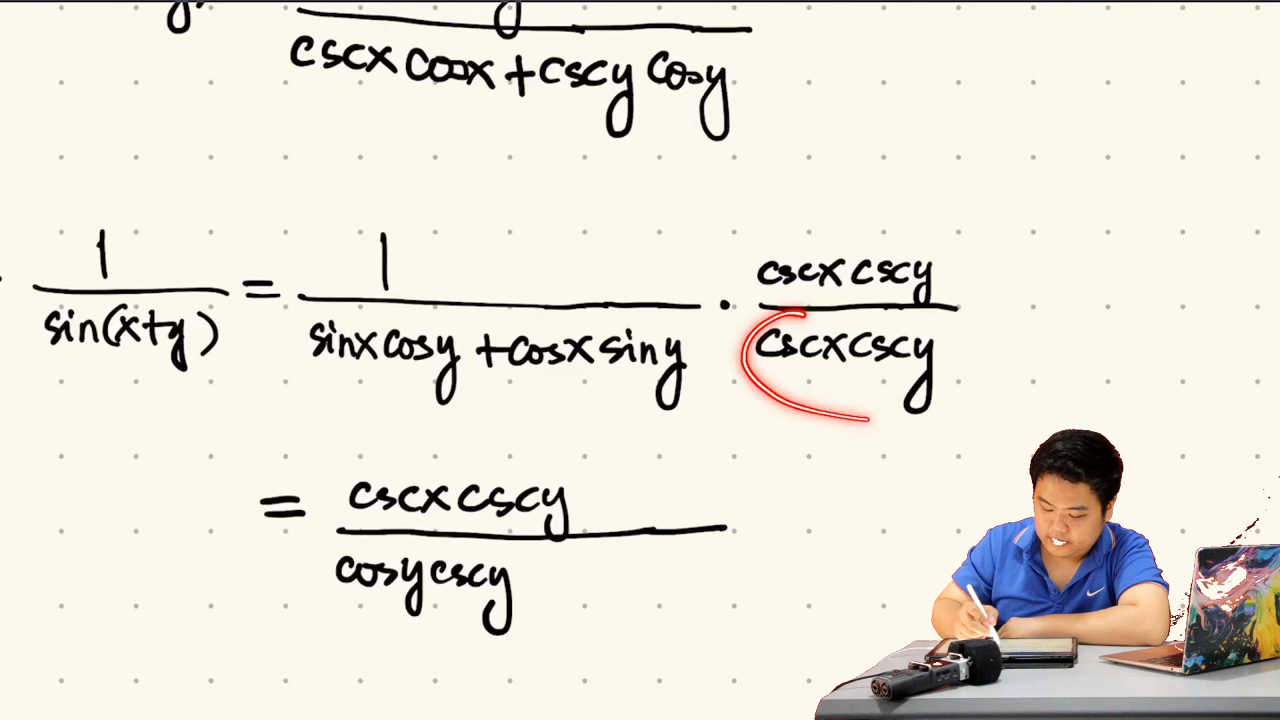 cscx cosx + cscy cosy
1/sin(x+y) = 1/(sinx cosy + cosx siny) · cscx cscy/cscx cscy
= cscx cscy/cosy cscy